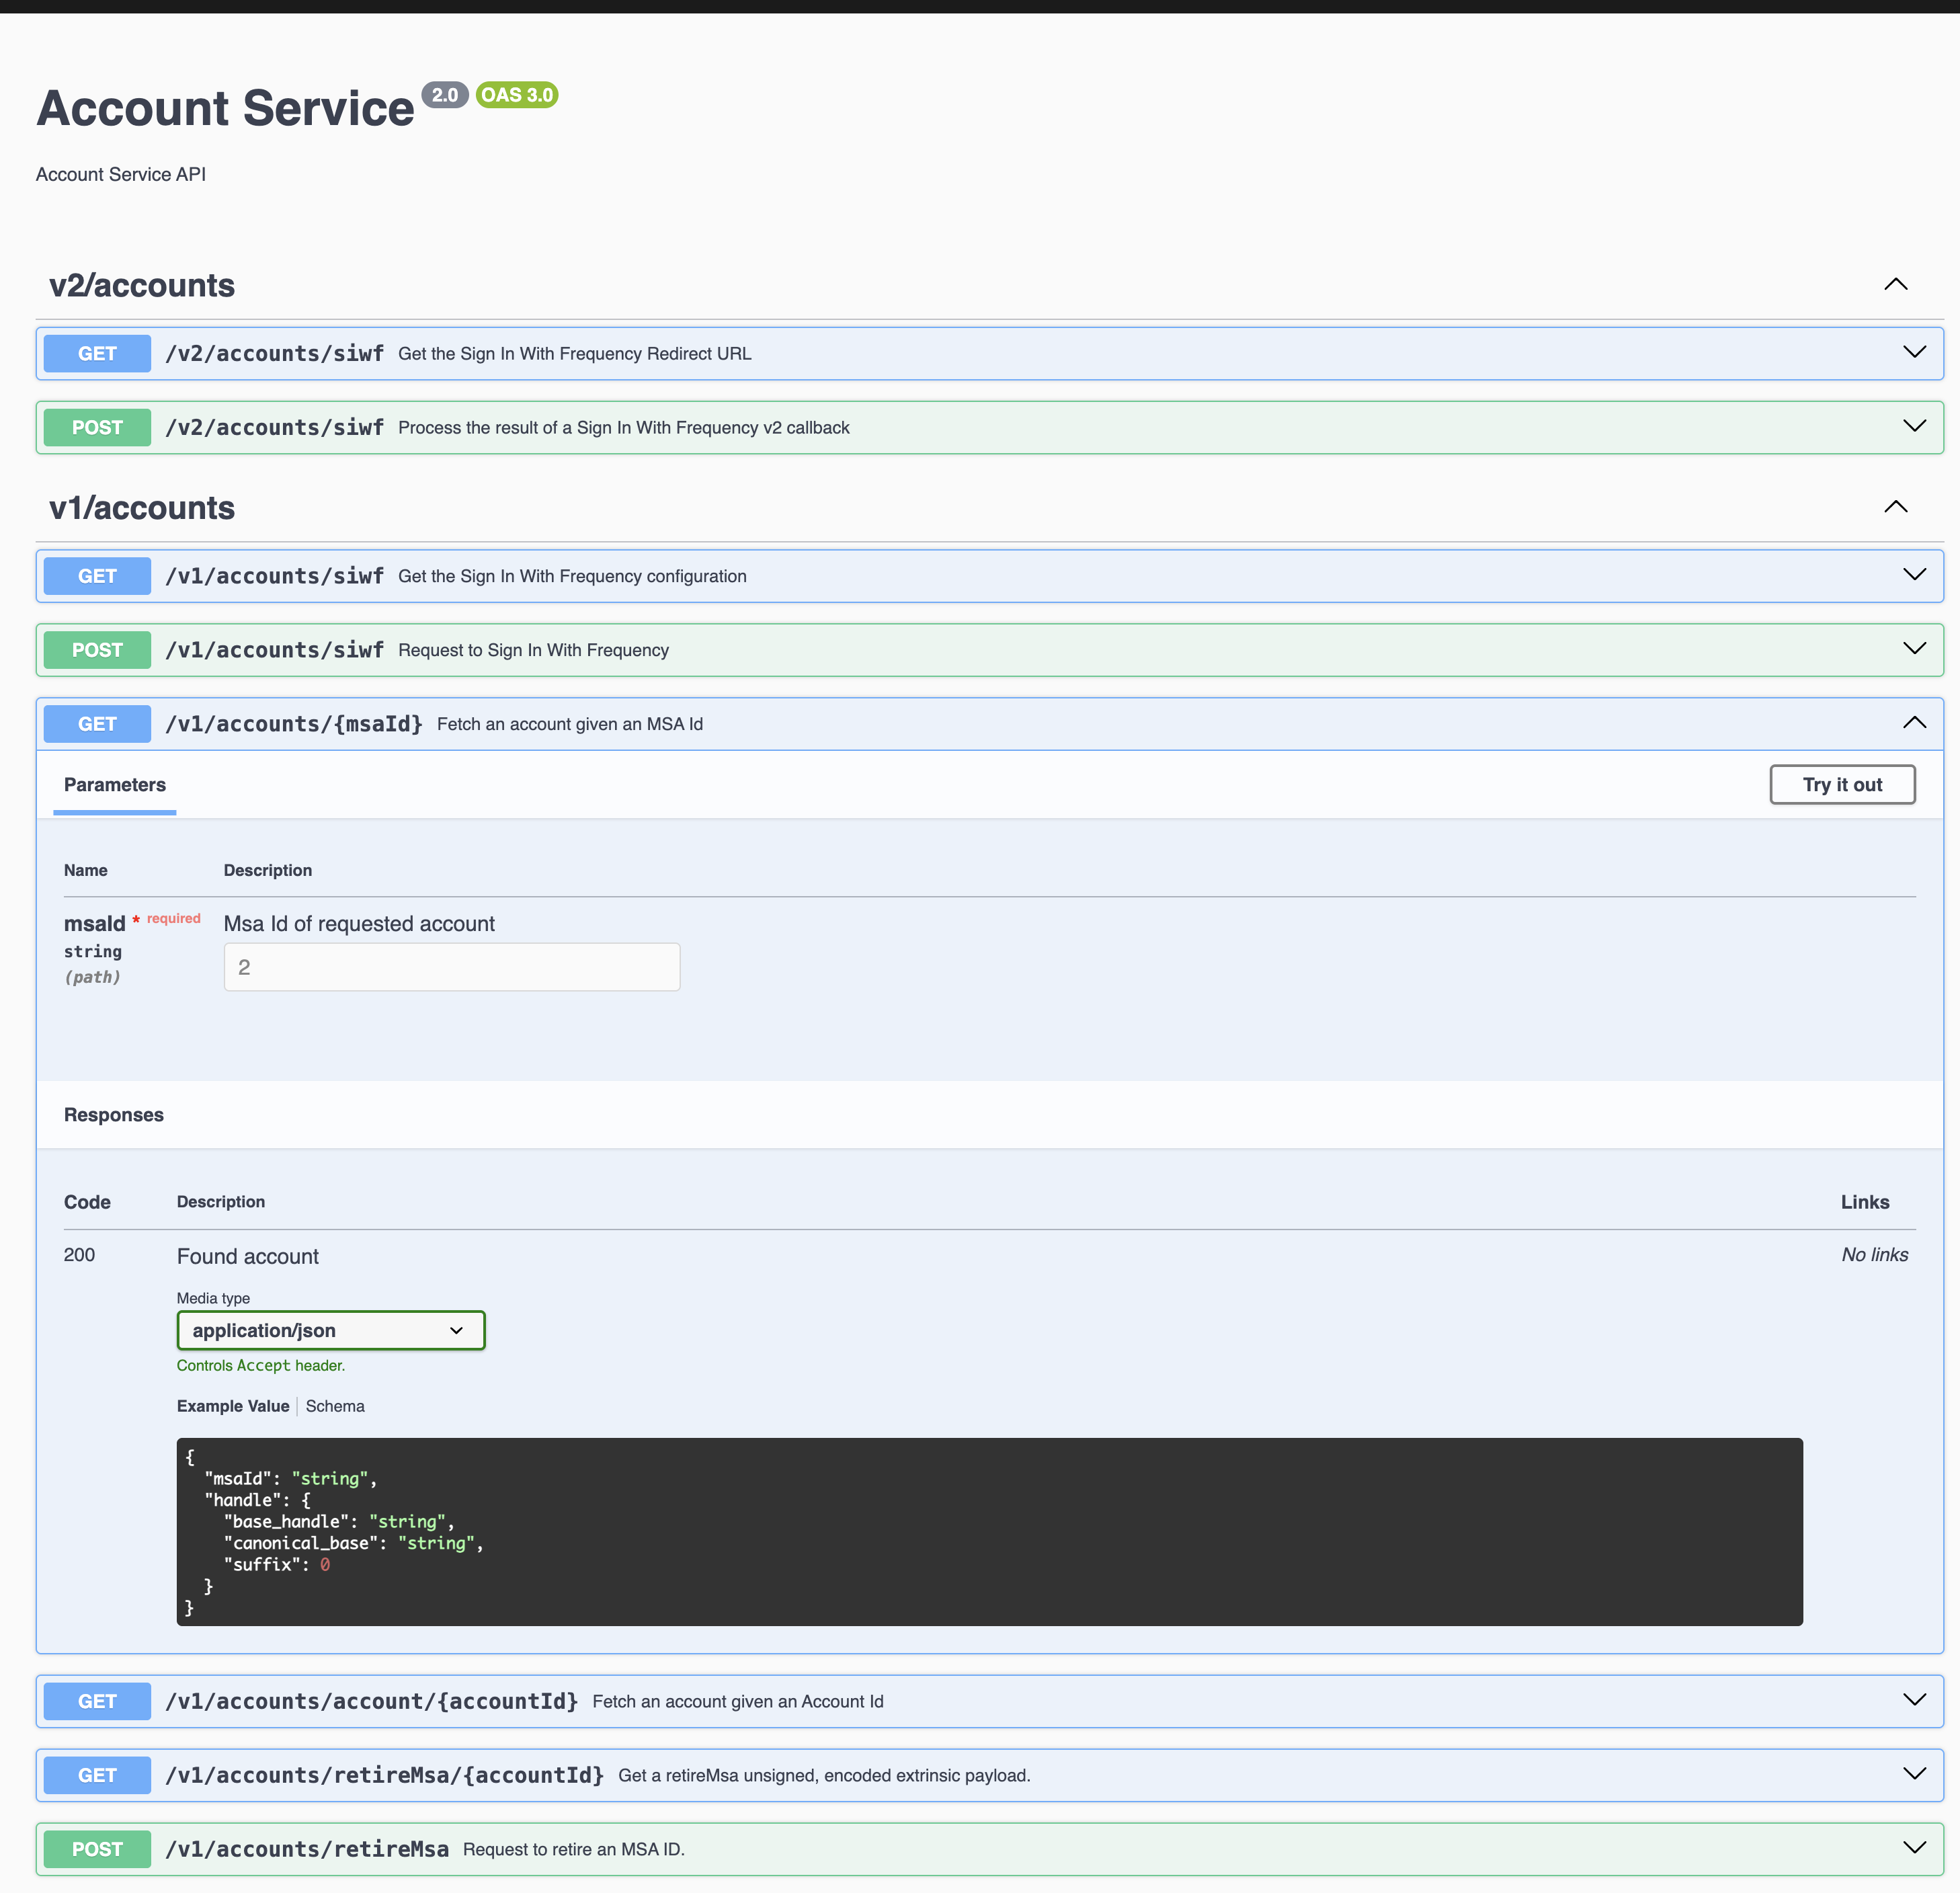 Account Service 2.0 OAS 3.0
Account Service API
v2/accounts
GET /v2/accounts/siwf Get the Sign In With Frequency Redirect URL
POST /v2/accounts/siwf Process the result of a Sign In With Frequency v2 callback
v1/accounts
GET /v1/accounts/siwf Get the Sign In With Frequency configuration
POST /v1/accounts/siwf Request to Sign In With Frequency
GET /v1/accounts/{msaId} Fetch an account given an MSA Id
Parameters Try it out
Name Description
msaId * required Msa Id of requested account
string
2
(path)
Responses
Code Description Links
200 Found account No links
Media type
application/json
Controls Accept header.
Example Value Schema
{
  "msaId": "string",
  "handle": {
    "base_handle": "string",
    "canonical_base": "string",
    "suffix": 0
  }
}
GET /v1/accounts/account/{accountId} Fetch an account given an Account Id
GET /v1/accounts/retireMsa/{accountId} Get a retireMsa unsigned, encoded extrinsic payload.
POST /v1/accounts/retireMsa Request to retire an MSA ID.